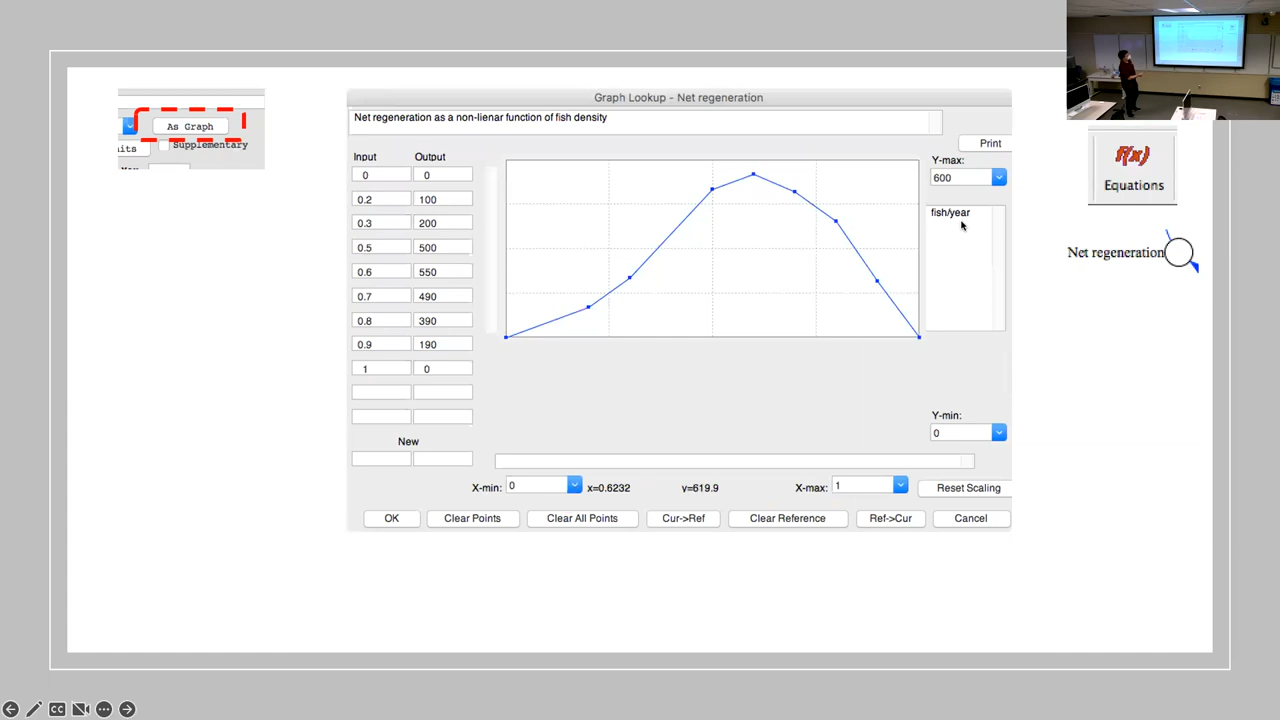 As Graph
its
Supplementary
Graph Lookup - Net regeneration
Net regeneration as a non-lienar function of fish density
Print
Input Output
0 0
0.2 100
0.3 200
0.5 500
0.6 550
0.7 490
0.8 390
0.9 190
1 0
New
Y-max:
600
fish/year
Y-min:
0
X-min: 0 x=0.6232 y=619.9 X-max: 1 Reset Scaling
OK Clear Points Clear All Points Cur->Ref Clear Reference Ref->Cur Cancel
f(x)
Equations
Net regeneration
CC